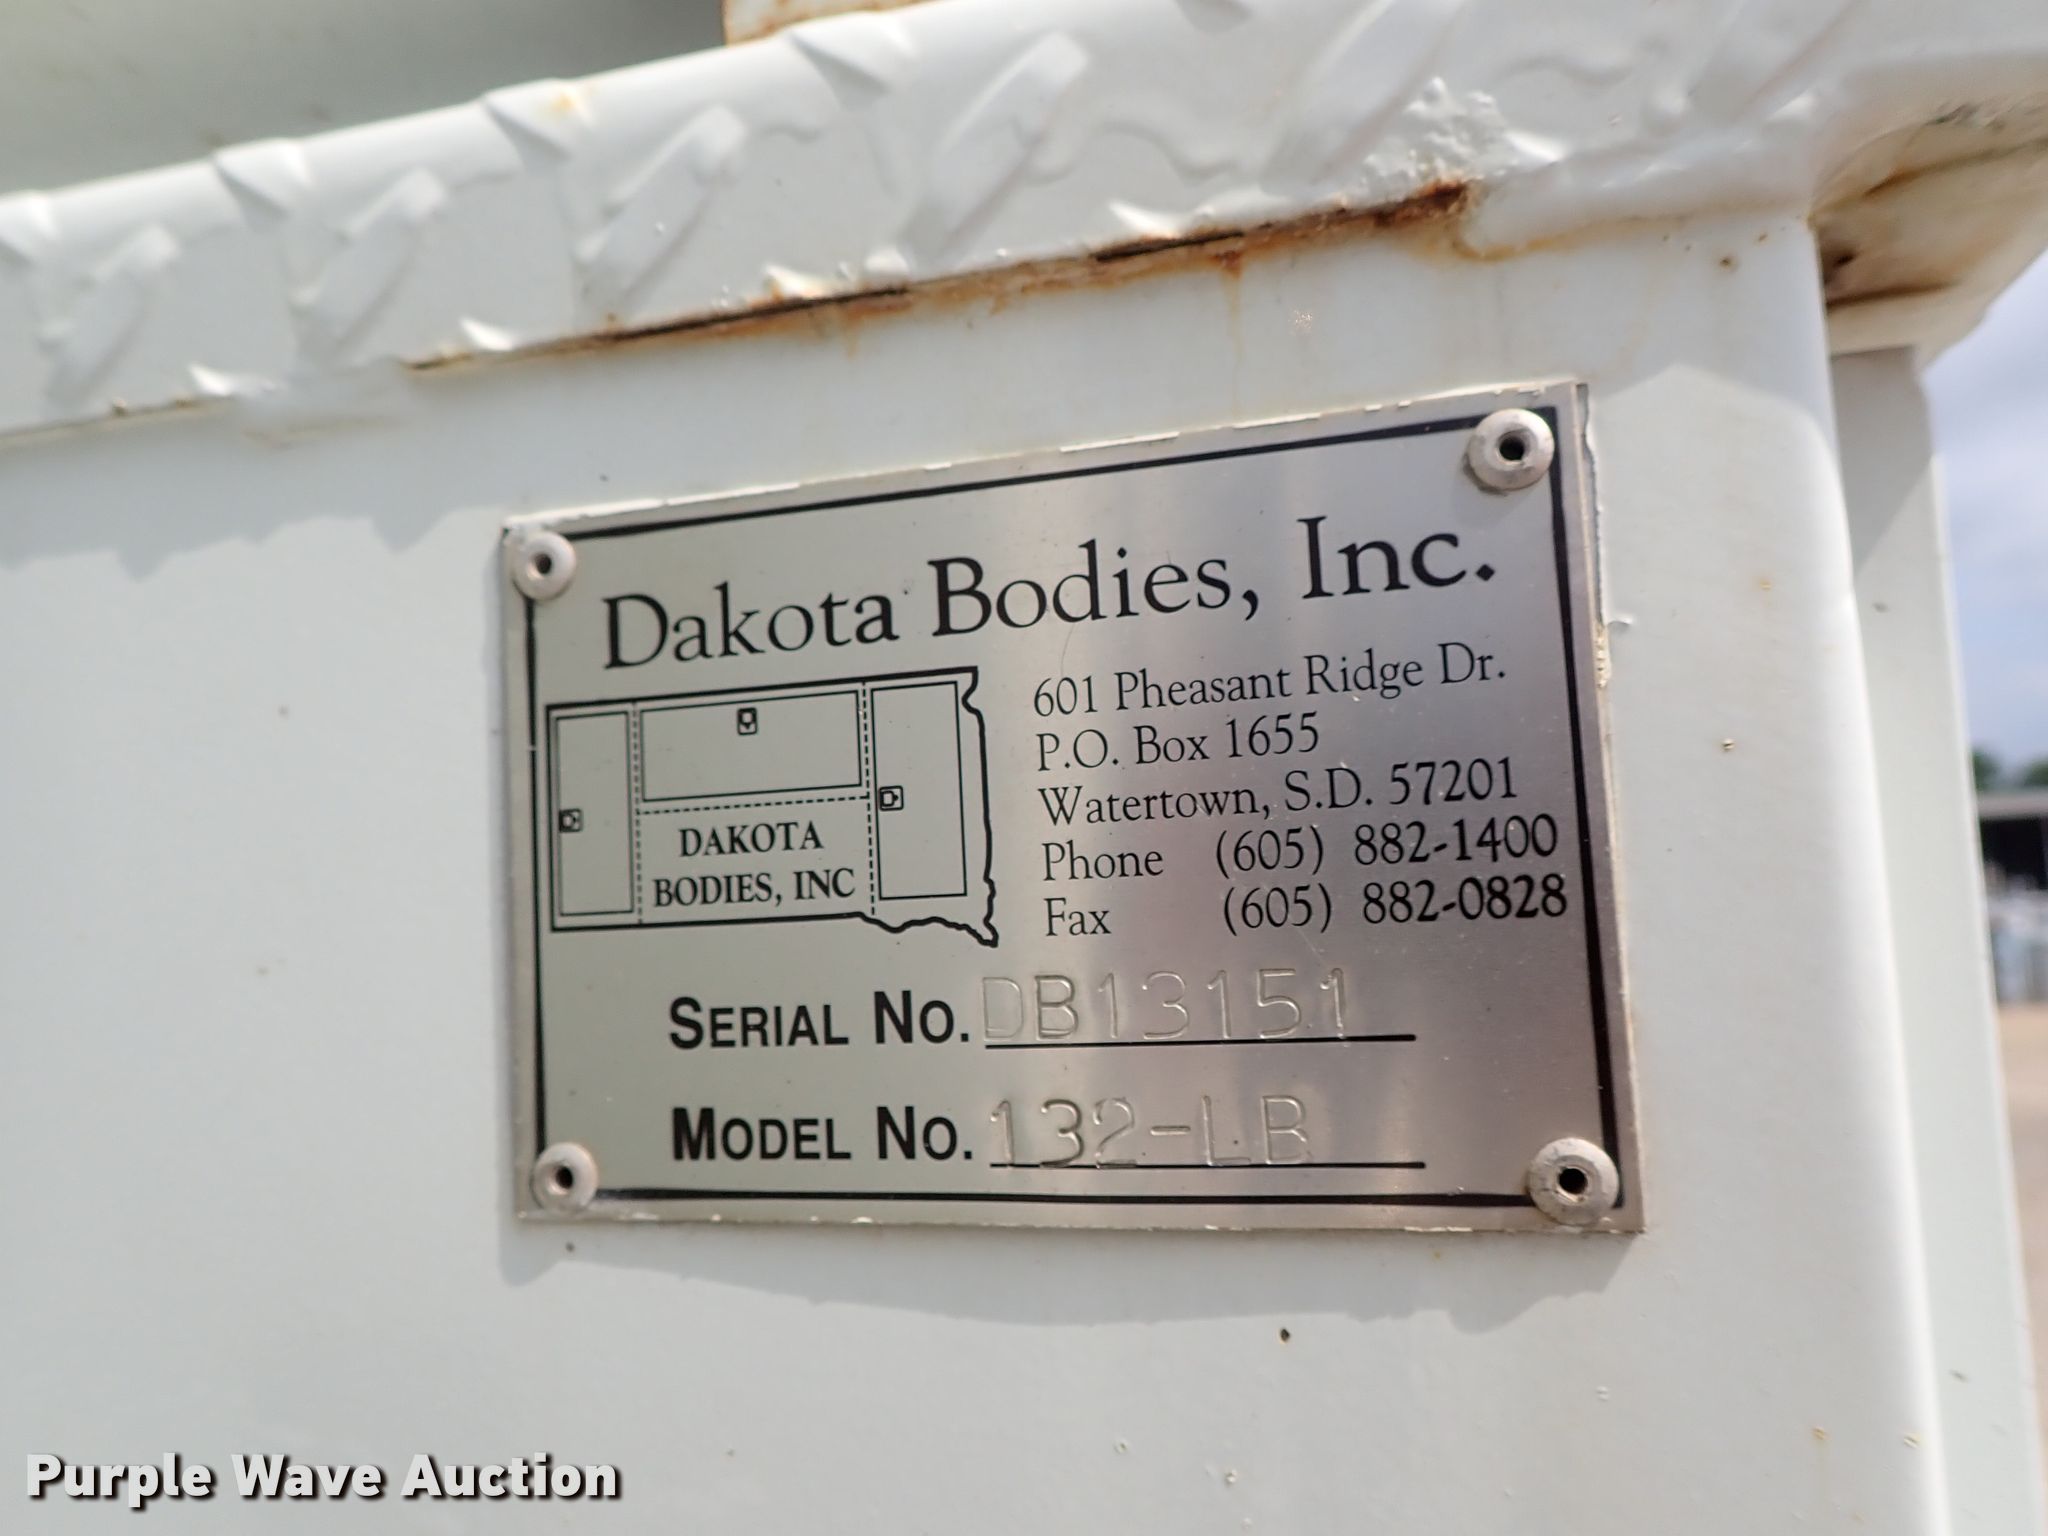 Dakota Bodies, Inc.
601 Pheasant Ridge Dr.
P.O. Box 1655
Watertown, S.D. 57201
Phone (605) 882-1400
Fax (605) 882-0828
DAKOTA
BODIES, INC
SERIAL NO. DB13151
MODEL NO. 132-LB
Purple Wave Auction